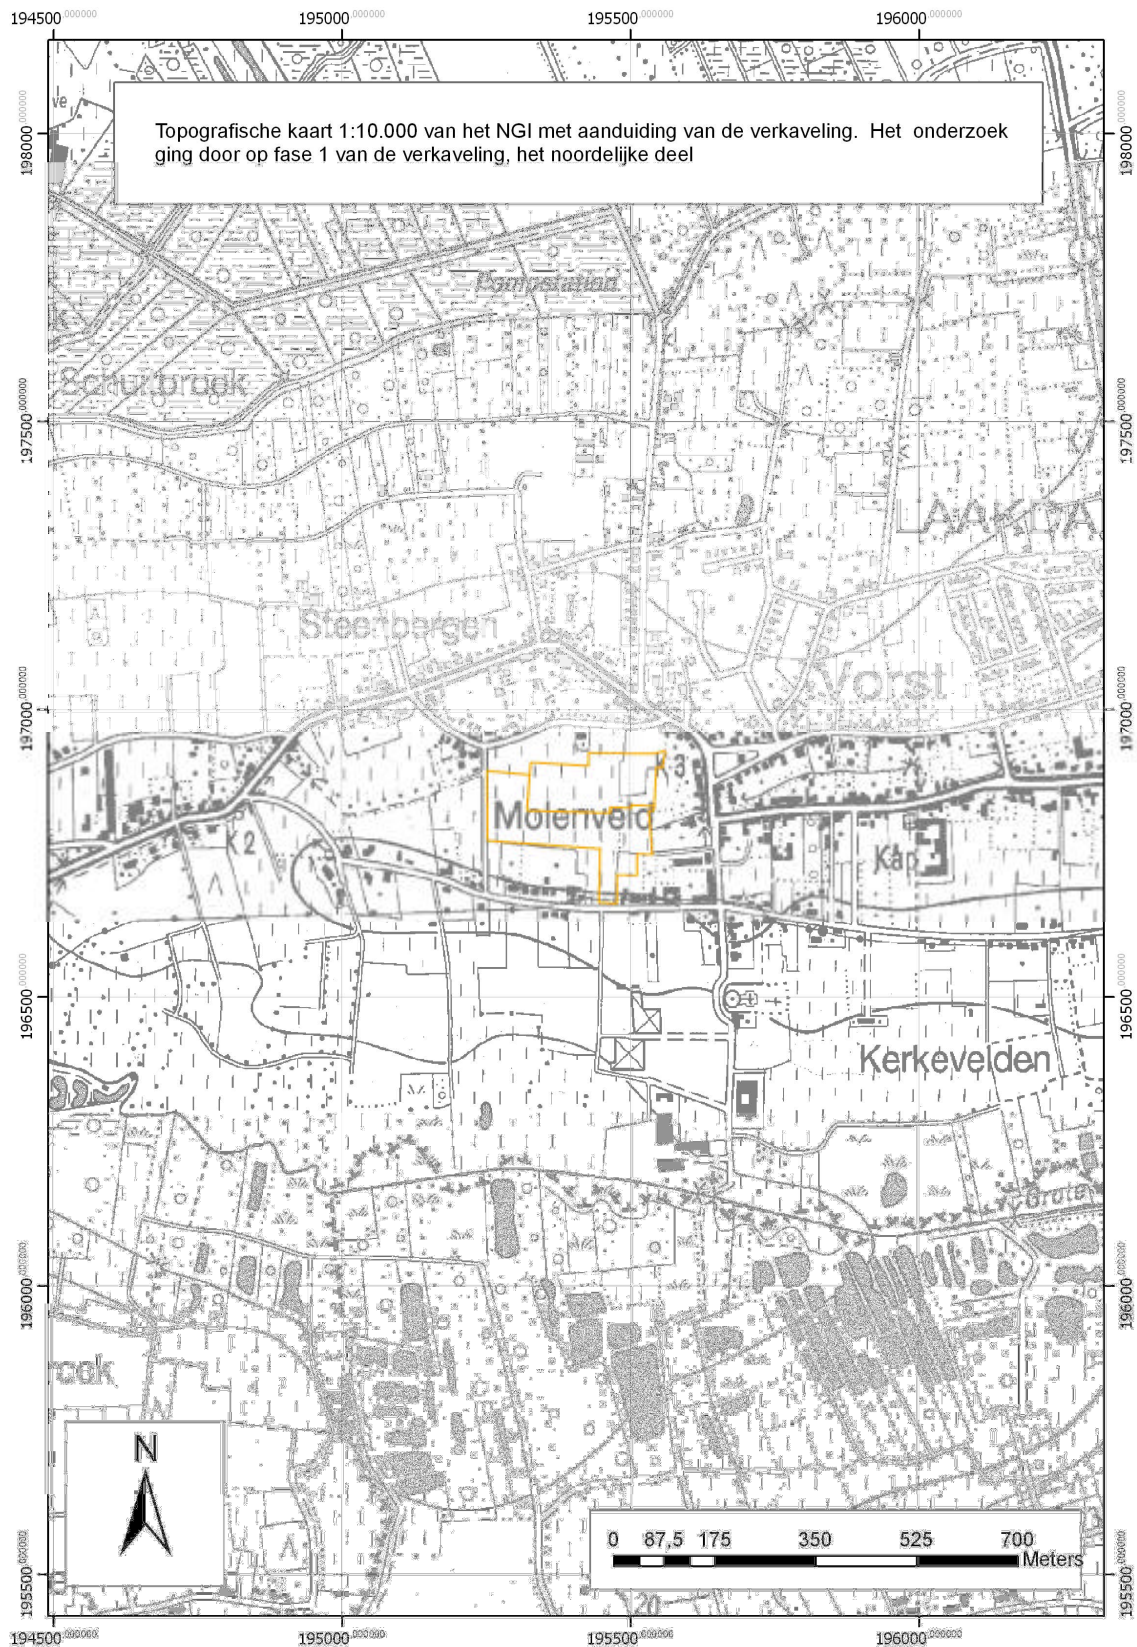 194500,000000 195000,000000 195500,000000 196000,000000
Topografische kaart 1:10.000 van het NGI met aanduiding van de verkaveling. Het onderzoek
ging door op fase 1 van de verkaveling, het noordelijke deel
198000,000000 198000,000000
Pompstation
197500,000000 197500,000000
Steenbergen
Vorst
197000,000000 197000,000000
K 3
Molenveld
K 2
Kap.
196500,000000 196500,000000
Kerkevelden
196000,000000 196000,000000
N
0 87,5 175 350 525 700
Meters
195500,000000 195500,000000
20
194500,000000 195000,000000 195500,000000 196000,000000